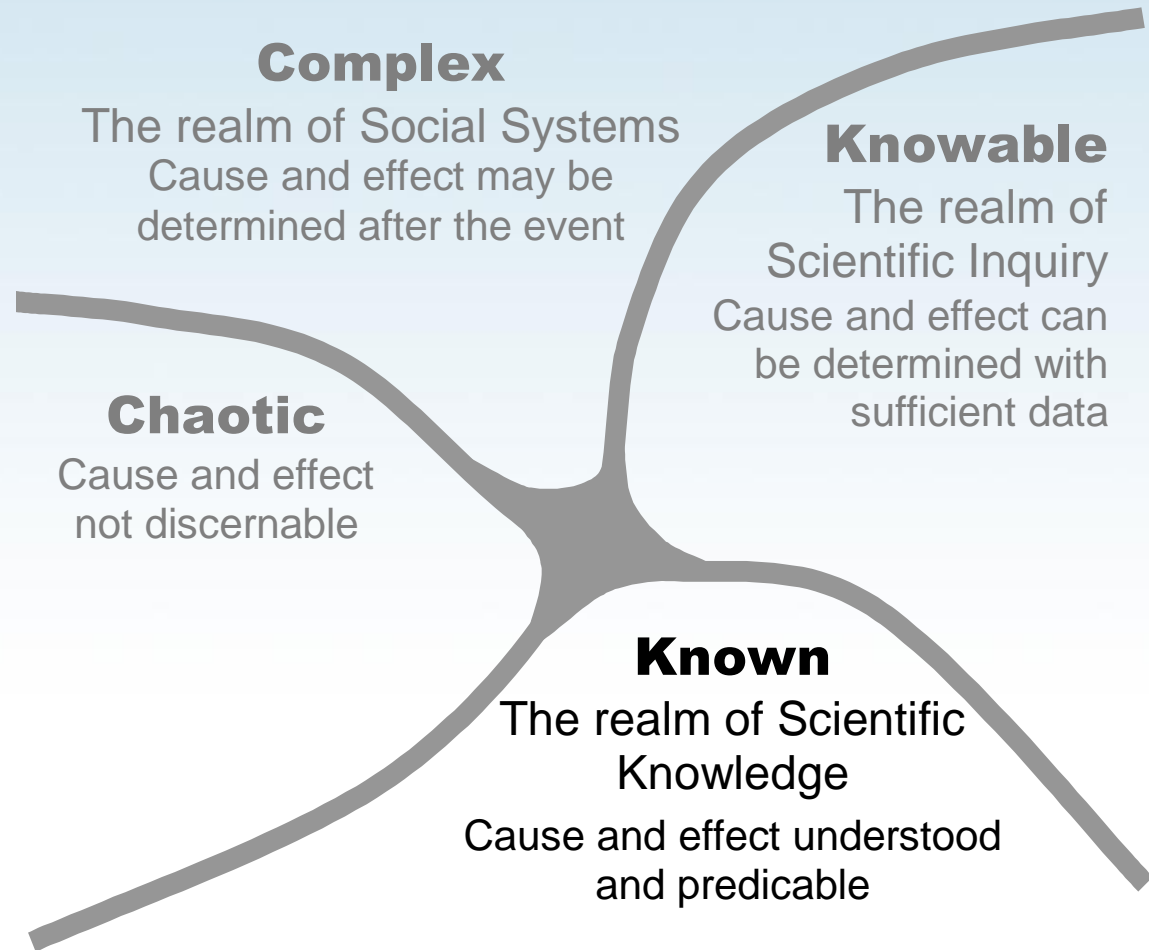 Complex
The realm of Social Systems
Cause and effect may be
determined after the event
Knowable
The realm of
Scientific Inquiry
Cause and effect can
be determined with
sufficient data
Chaotic
Cause and effect
not discernable
Known
The realm of Scientific
Knowledge
Cause and effect understood
and predicable